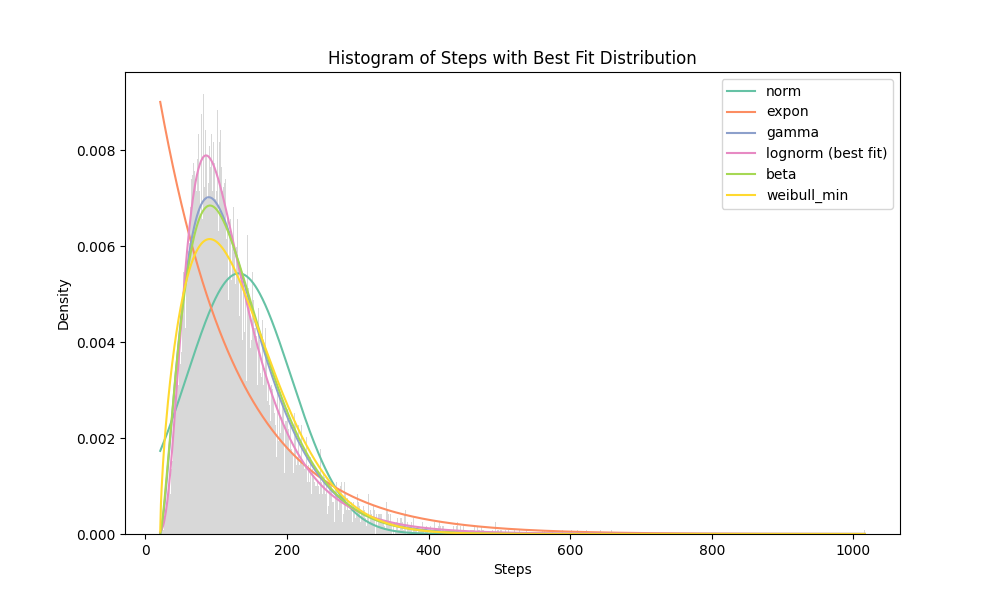 Histogram of Steps with Best Fit Distribution
norm
expon
gamma
lognorm (best fit)
beta
weibull_min
Density
0.008
0.006
0.004
0.002
0.000
0 200 400 600 800 1000
Steps